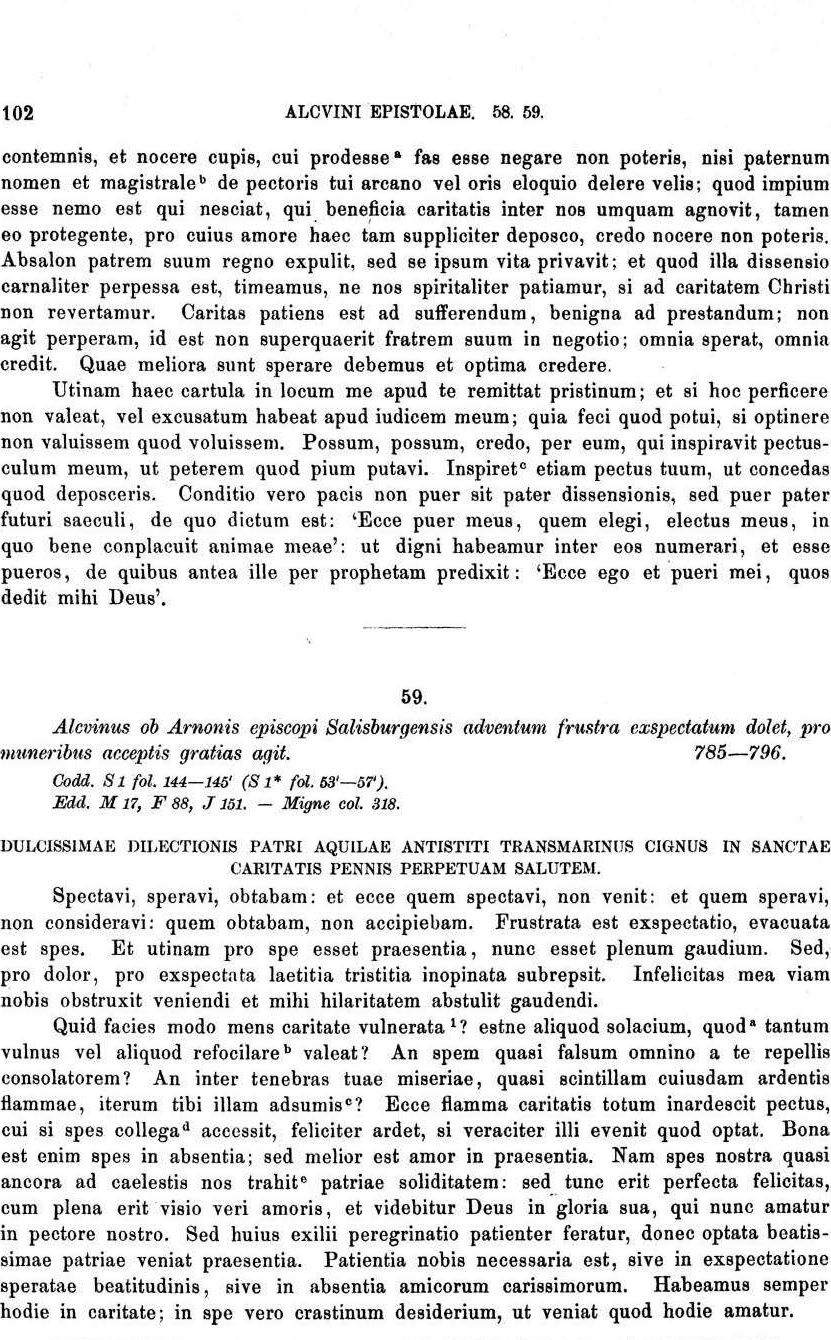 102 ALCVINI EPISTOLAE. 58. 59.
contemnis, et nocere cupis, cui prodesse a fas esse negare non poteris, nisi paternum
nomen et magistrale b de pectoris tui arcano vel oris eloquio delere velis; quod impium
esse nemo est qui nesciat, qui beneficia caritatis inter nos umquam agnovit, tamen
eo protegente, pro cuius amore haec tam suppliciter deposco, credo nocere non poteris.
Absalon patrem suum regno expulit, sed se ipsum vita privavit; et quod illa dissensio
carnaliter perpessa est, timeamus, ne nos spiritaliter patiamur, si ad caritatem Christi
non revertamur. Caritas patiens est ad sufferendum, benigna ad prestandum; non
agit perperam, id est non superquaerit fratrem suum in negotio; omnia sperat, omnia
credit. Quae meliora sunt sperare debemus et optima credere.
Utinam haec cartula in locum me apud te remittat pristinum; et si hoc perficere
non valeat, vel excusatum habeat apud iudicem meum; quia feci quod potui, si optinere
non valuissem quod voluissem. Possum, possum, credo, per eum, qui inspiravit pectus-
culum meum, ut peterem quod pium putavi. Inspiret c etiam pectus tuum, ut concedas
quod deposceris. Conditio vero pacis non puer sit pater dissensionis, sed puer pater
futuri saeculi, de quo dictum est: ‘Ecce puer meus, quem elegi, electus meus, in
quo bene conplacuit animae meae’: ut digni habeamur inter eos numerari, et esse
pueros, de quibus antea ille per prophetam predixit: ‘Ecce ego et pueri mei, quos
dedit mihi Deus’.
59.
Alcvinus ob Arnonis episcopi Salisburgensis adventum frustra exspectatum dolet, pro
muneribus acceptis gratias agit. 785—796.
Codd. S 1 fol. 144—145' (S 1* fol. 53'—57').
Edd. M 17, F 88, J 151. — Migne col. 318.
DULCISSIMAE DILECTIONIS PATRI AQUILAE ANTISTITI TRANSMARINUS CIGNUS IN SANCTAE
CARITATIS PENNIS PERPETUAM SALUTEM.
Spectavi, speravi, obtabam: et ecce quem spectavi, non venit: et quem speravi,
non consideravi: quem obtabam, non accipiebam. Frustrata est exspectatio, evacuata
est spes. Et utinam pro spe esset praesentia, nunc esset plenum gaudium. Sed,
pro dolor, pro exspectata laetitia tristitia inopinata subrepsit. Infelicitas mea viam
nobis obstruxit veniendi et mihi hilaritatem abstulit gaudendi.
Quid facies modo mens caritate vulnerata 1? estne aliquod solacium, quod a tantum
vulnus vel aliquod refocilare b valeat? An spem quasi falsum omnino a te repellis
consolatorem? An inter tenebras tuae miseriae, quasi scintillam cuiusdam ardentis
flammae, iterum tibi illam adsumis c? Ecce flamma caritatis totum inardescit pectus,
cui si spes collega d accessit, feliciter ardet, si veraciter illi evenit quod optat. Bona
est enim spes in absentia; sed melior est amor in praesentia. Nam spes nostra quasi
ancora ad caelestis nos trahit e patriae soliditatem: sed tunc erit perfecta felicitas,
cum plena erit visio veri amoris, et videbitur Deus in gloria sua, qui nunc amatur
in pectore nostro. Sed huius exilii peregrinatio patienter feratur, donec optata beatis-
simae patriae veniat praesentia. Patientia nobis necessaria est, sive in exspectatione
speratae beatitudinis, sive in absentia amicorum carissimorum. Habeamus semper
hodie in caritate; in spe vero crastinum desiderium, ut veniat quod hodie amatur.